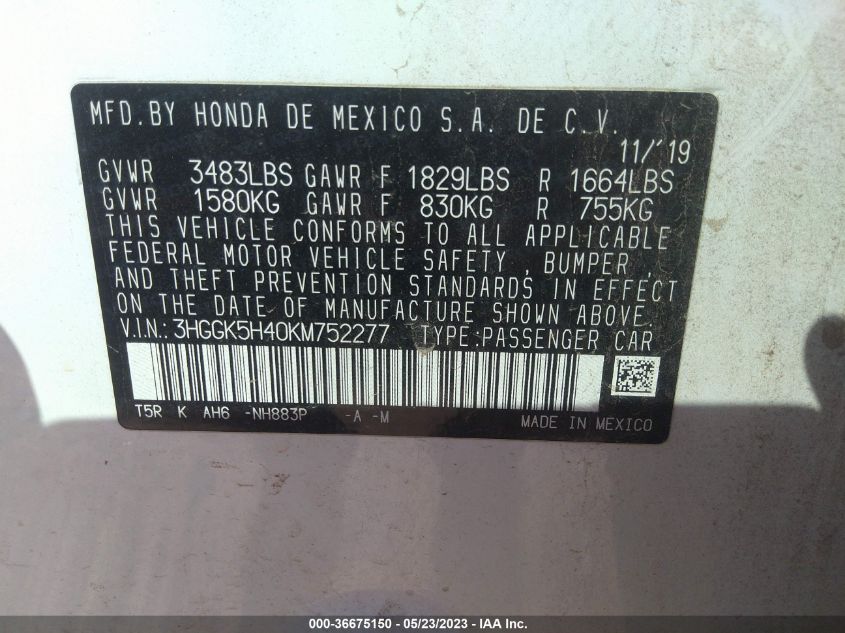 MFD.BY HONDA DE MEXICO S.A. DE C.V.
11/'19
GVWR 3483LBS GAWR F 1829LBS R 1664LBS
GVWR 1580KG GAWR F 830KG R 755KG
THIS VEHICLE CONFORMS TO ALL APPLICABLE
FEDERAL MOTOR VEHICLE SAFETY , BUMPER ,
AND THEFT PREVENTION STANDARDS IN EFFECT
ON THE DATE OF MANUFACTURE SHOWN ABOVE.
V.I.N.: 3HGGK5H40KM752277 TYPE:PASSENGER CAR
T5R K AH6 -NH883P -A -M
MADE IN MEXICO
000-36675150 - 05/23/2023 - IAA Inc.